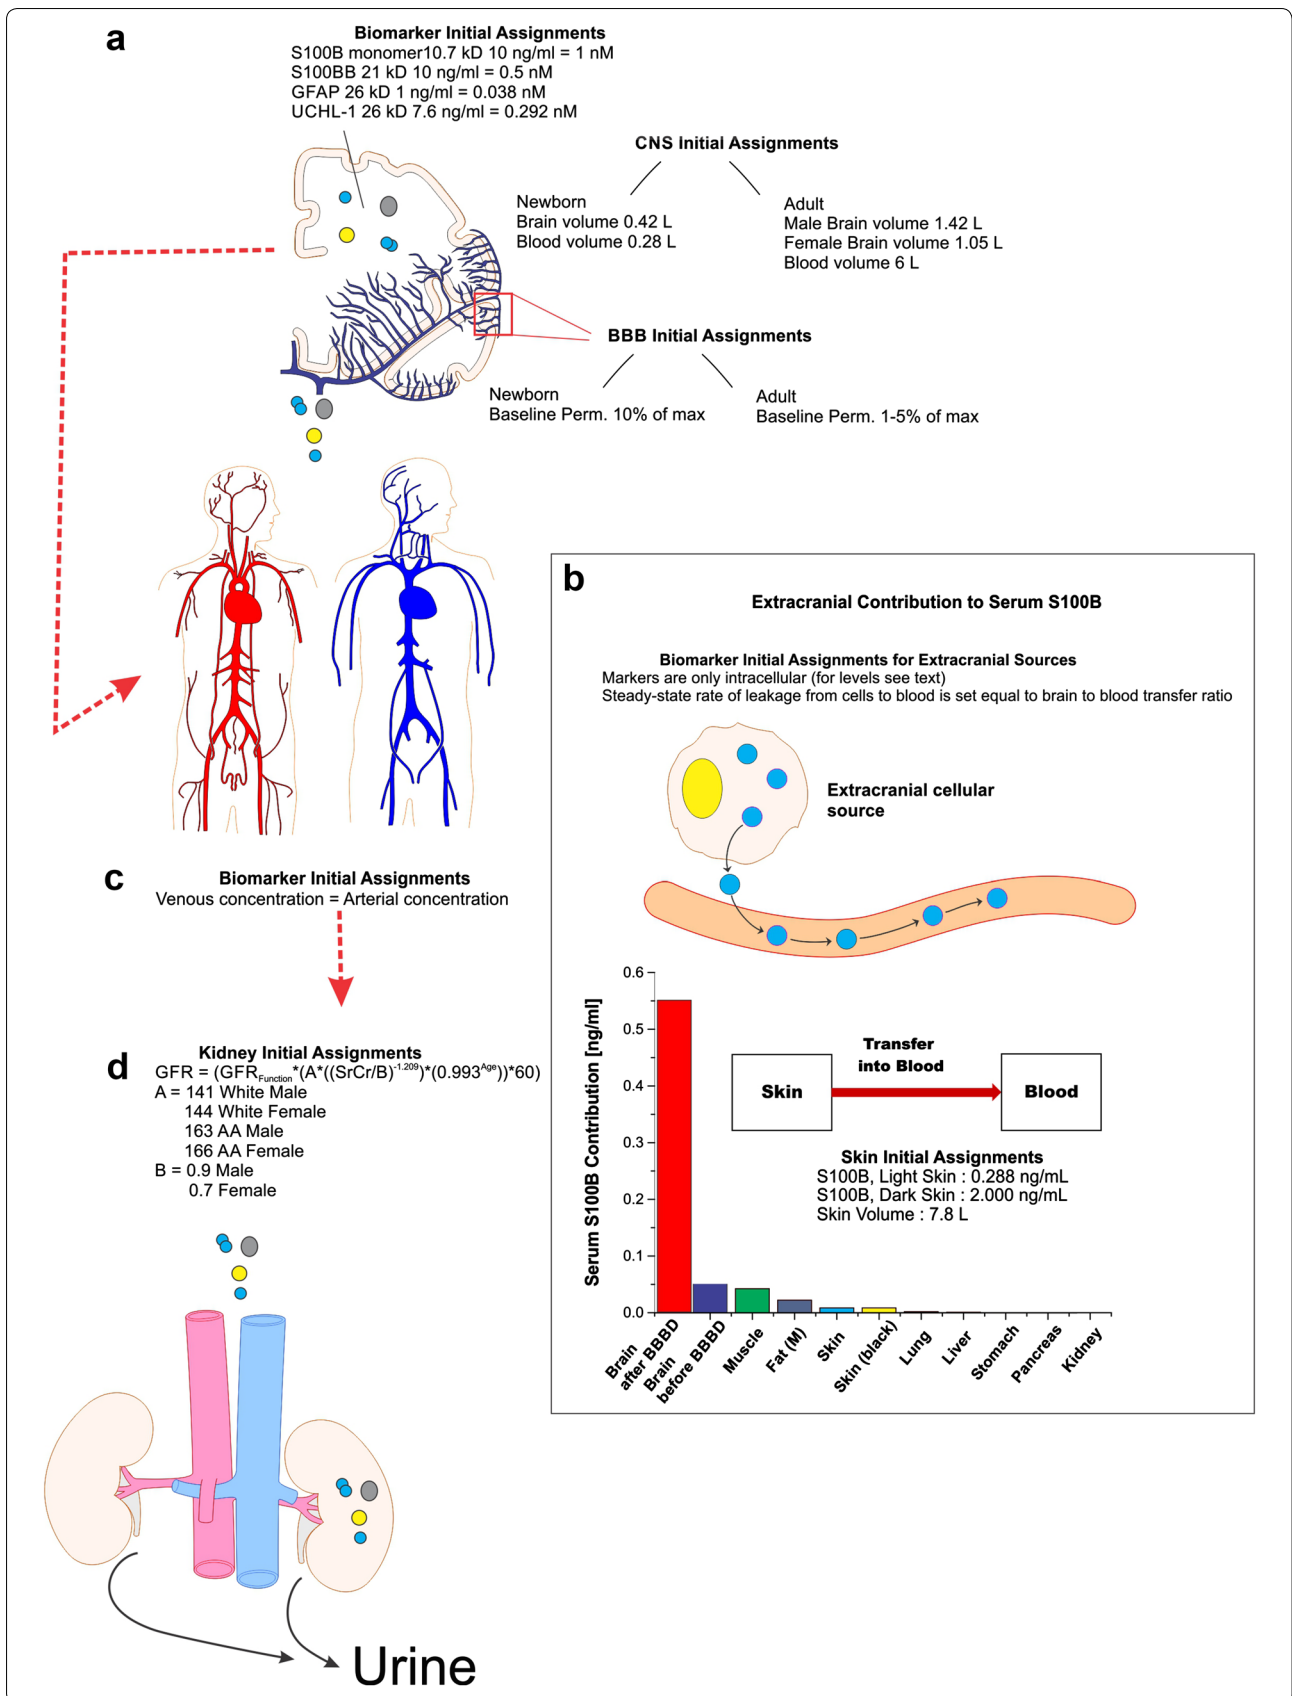 a
Biomarker Initial Assignments
S100B monomer10.7 kD 10 ng/ml = 1 nM
S100BB 21 kD 10 ng/ml = 0.5 nM
GFAP 26 kD 1 ng/ml = 0.038 nM
UCHL-1 26 kD 7.6 ng/ml = 0.292 nM
CNS Initial Assignments
Newborn
Brain volume 0.42 L
Blood volume 0.28 L
Adult
Male Brain volume 1.42 L
Female Brain volume 1.05 L
Blood volume 6 L
BBB Initial Assignments
Newborn
Baseline Perm. 10% of max
Adult
Baseline Perm. 1-5% of max
b
Extracranial Contribution to Serum S100B
Biomarker Initial Assignments for Extracranial Sources
Markers are only intracellular (for levels see text)
Steady-state rate of leakage from cells to blood is set equal to brain to blood transfer ratio
Extracranial cellular
source
Serum S100B Contribution [ng/ml]
0.6
0.5
0.4
0.3
0.2
0.1
0.0
Transfer
into Blood
Skin
Blood
Skin Initial Assignments
S100B, Light Skin : 0.288 ng/mL
S100B, Dark Skin : 2.000 ng/mL
Skin Volume : 7.8 L
Brain
after BBBD
Brain
before BBBD
Muscle
Fat (M)
Skin
Skin (black)
Lung
Liver
Stomach
Pancreas
Kidney
c
Biomarker Initial Assignments
Venous concentration = Arterial concentration
d
Kidney Initial Assignments
GFR = (GFRFunction*(A*((SrCr/B)-1.209)*(0.993Age))*60)
A = 141 White Male
144 White Female
163 AA Male
166 AA Female
B = 0.9 Male
0.7 Female
Urine